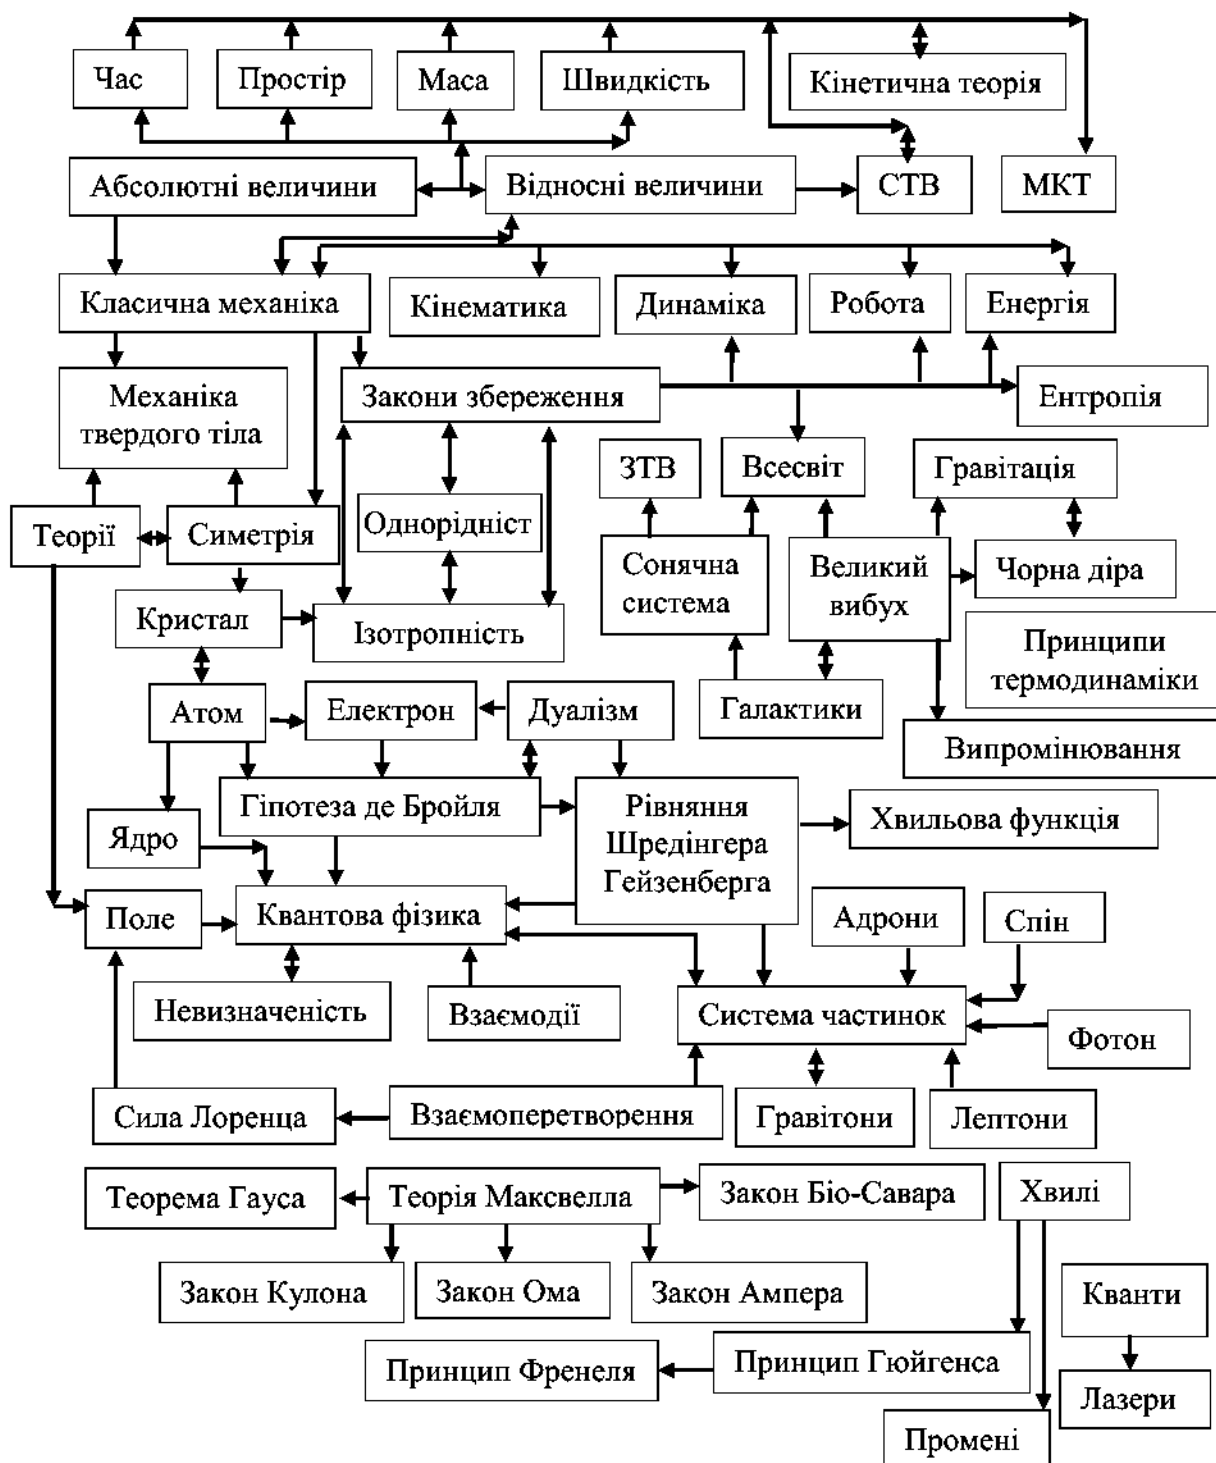 Час
Простір
Маса
Швидкість
Кінетична теорія
Абсолютні величини
Відносні величини
СТВ
МКТ
Класична механіка
Кінематика
Динаміка
Робота
Енергія
Механіка
твердого тіла
Закони збереження
Ентропія
ЗТВ
Всесвіт
Гравітація
Теорії
Симетрія
Однорідніст
Сонячна
система
Великий
вибух
Чорна діра
Кристал
Ізотропність
Принципи
термодинаміки
Атом
Електрон
Дуалізм
Галактики
Випромінювання
Ядро
Гіпотеза де Бройля
Рівняння
Шредінгера
Гейзенберга
Хвильова функція
Поле
Квантова фізика
Адрони
Спін
Невизначеність
Взаємодії
Система частинок
Фотон
Сила Лоренца
Взаємоперетворення
Гравітони
Лептони
Теорема Гауса
Теорія Максвелла
Закон Біо-Савара
Хвилі
Закон Кулона
Закон Ома
Закон Ампера
Кванти
Принцип Френеля
Принцип Гюйгенса
Лазери
Промені